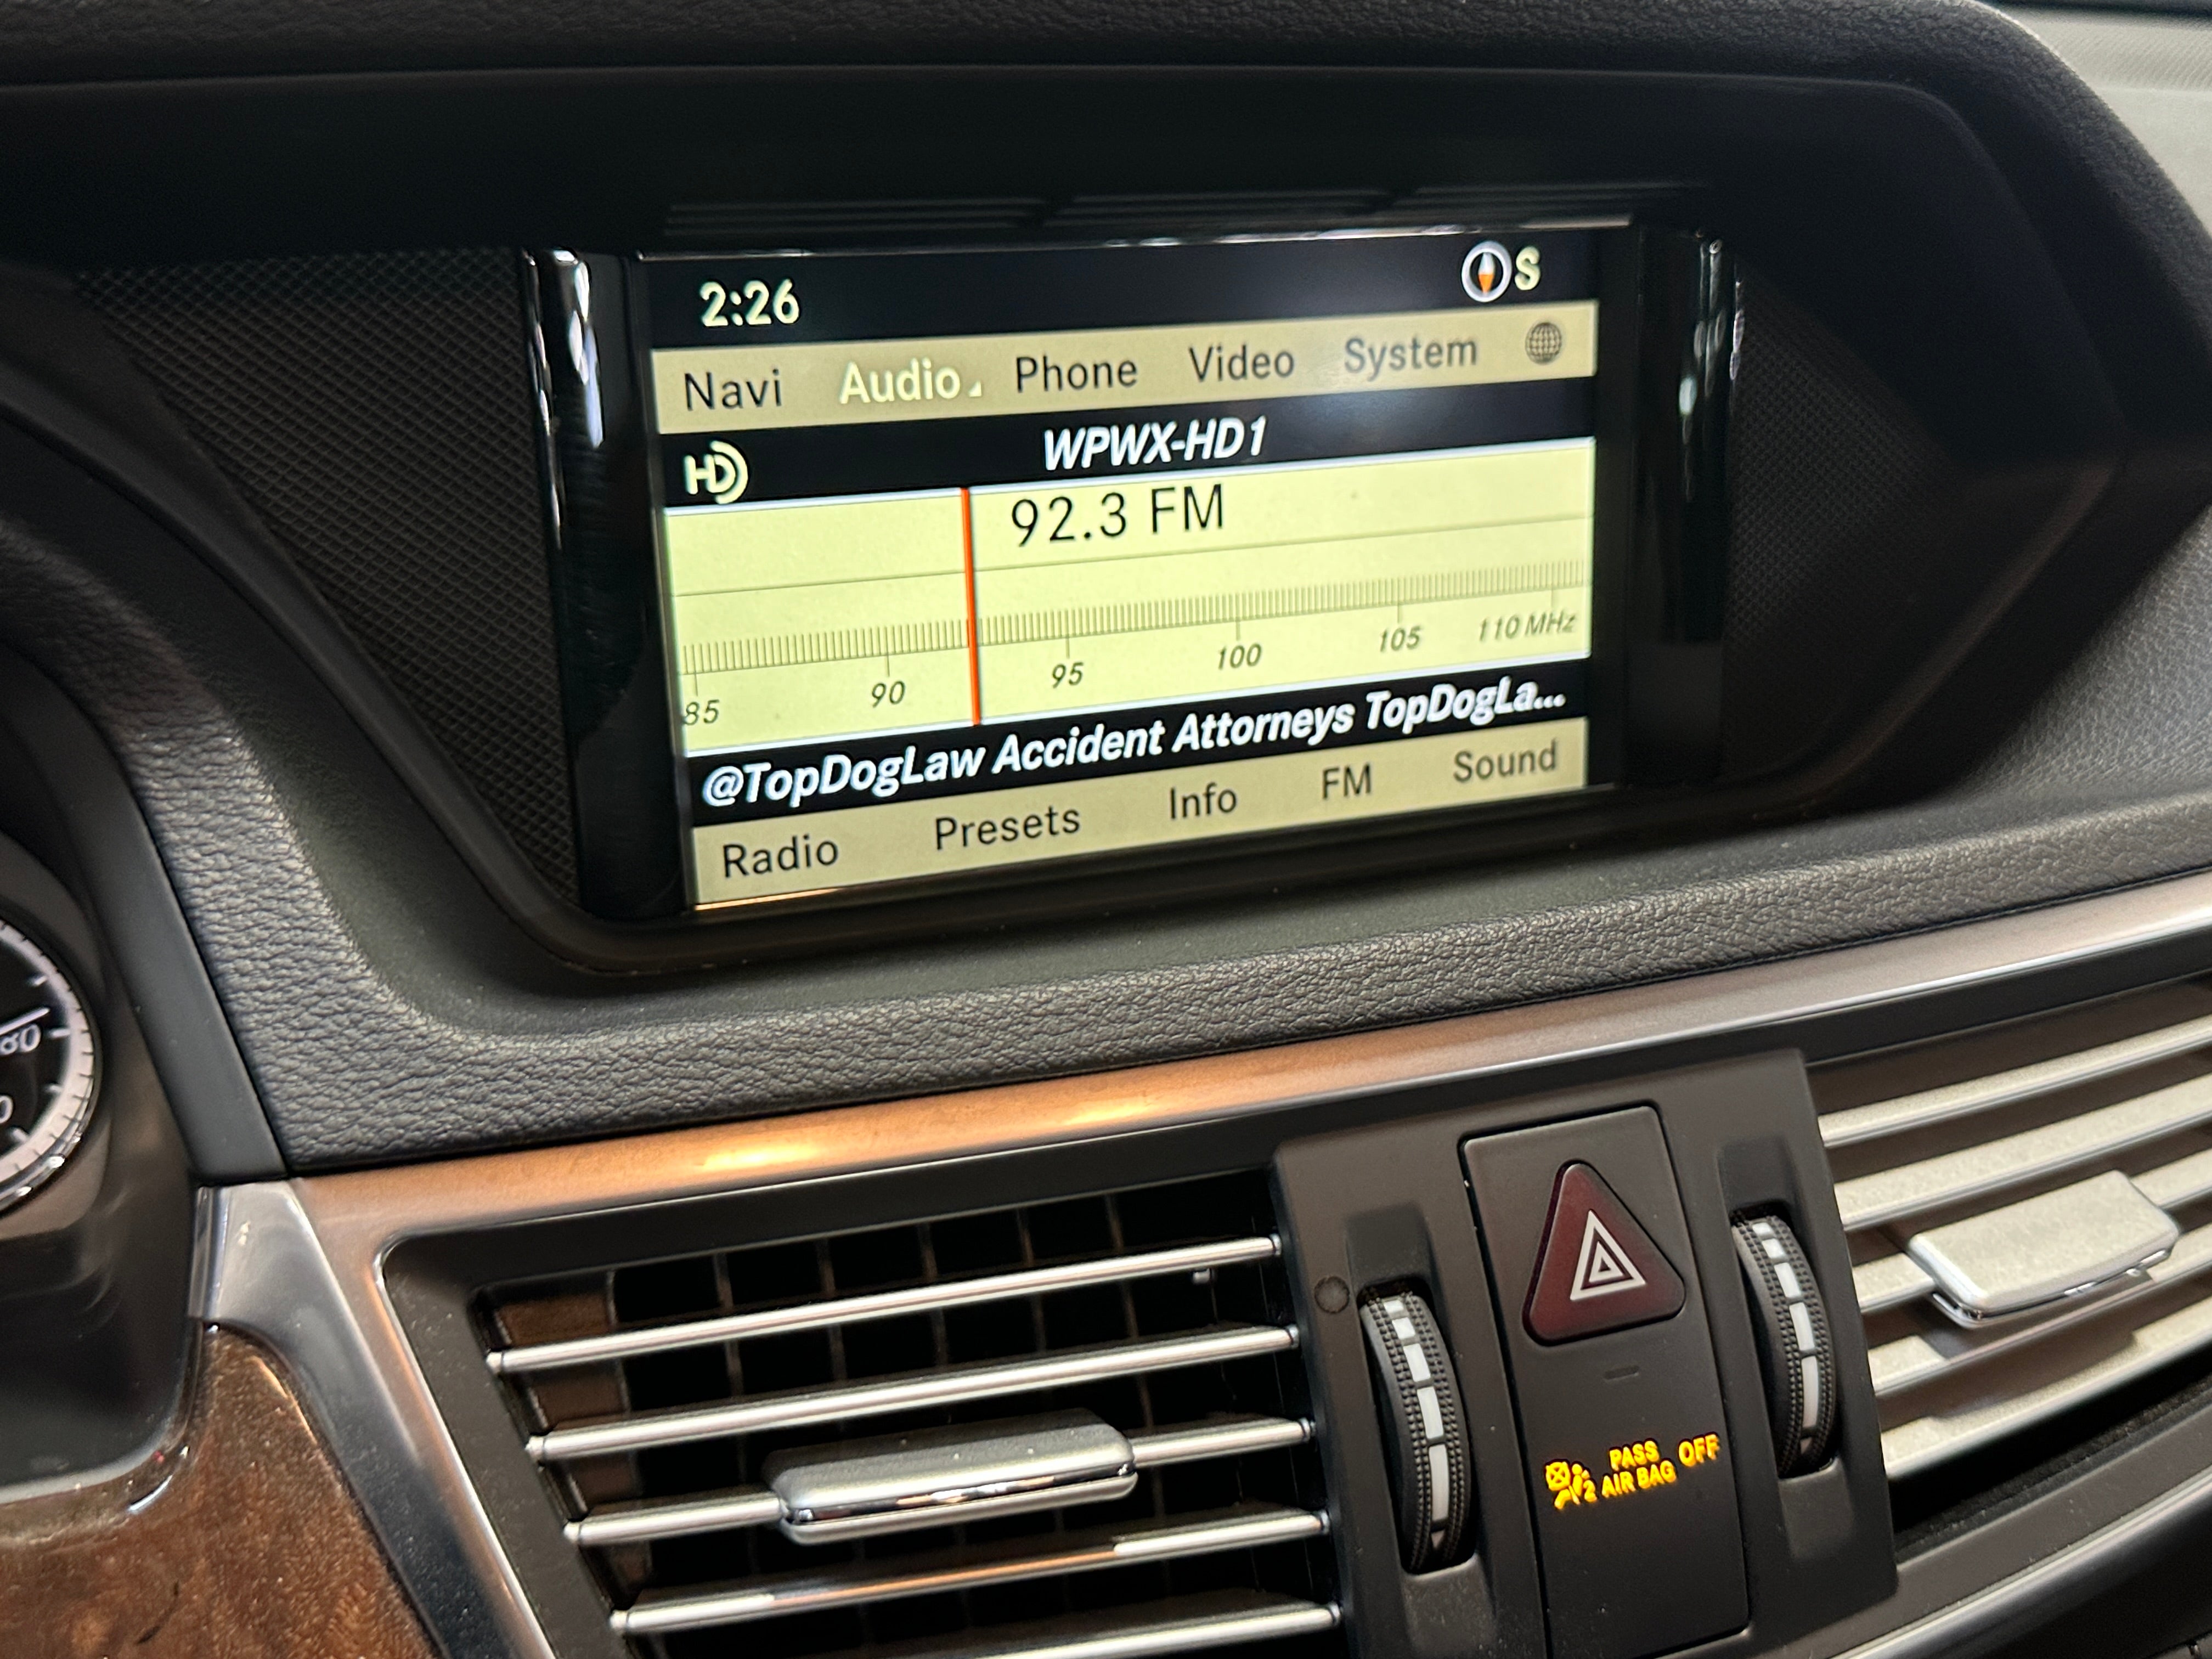 2:26 S
Navi Audio Phone Video System
HD WPWX-HD1
92.3 FM
85 90 95 100 105 110 MHz
@TopDogLaw Accident Attorneys TopDogLa...
Radio Presets Info FM Sound
PASS
2 AIR BAG OFF